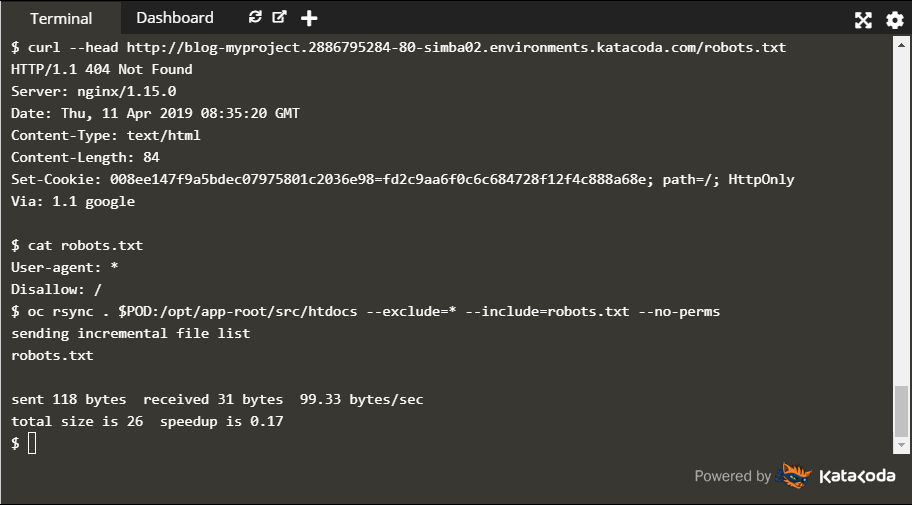 Terminal Dashboard
$ curl --head http://blog-myproject.2886795284-80-simba02.environments.katacoda.com/robots.txt
HTTP/1.1 404 Not Found
Server: nginx/1.15.0
Date: Thu, 11 Apr 2019 08:35:20 GMT
Content-Type: text/html
Content-Length: 84
Set-Cookie: 008ee147f9a5bdec07975801c2036e98=fd2c9aa6f0c6c684728f12f4c888a68e; path=/; HttpOnly
Via: 1.1 google
$ cat robots.txt
User-agent: *
Disallow: /
$ oc rsync . $POD:/opt/app-root/src/htdocs --exclude=* --include=robots.txt --no-perms
sending incremental file list
robots.txt
sent 118 bytes  received 31 bytes  99.33 bytes/sec
total size is 26  speedup is 0.17
$
Powered by KataKoda